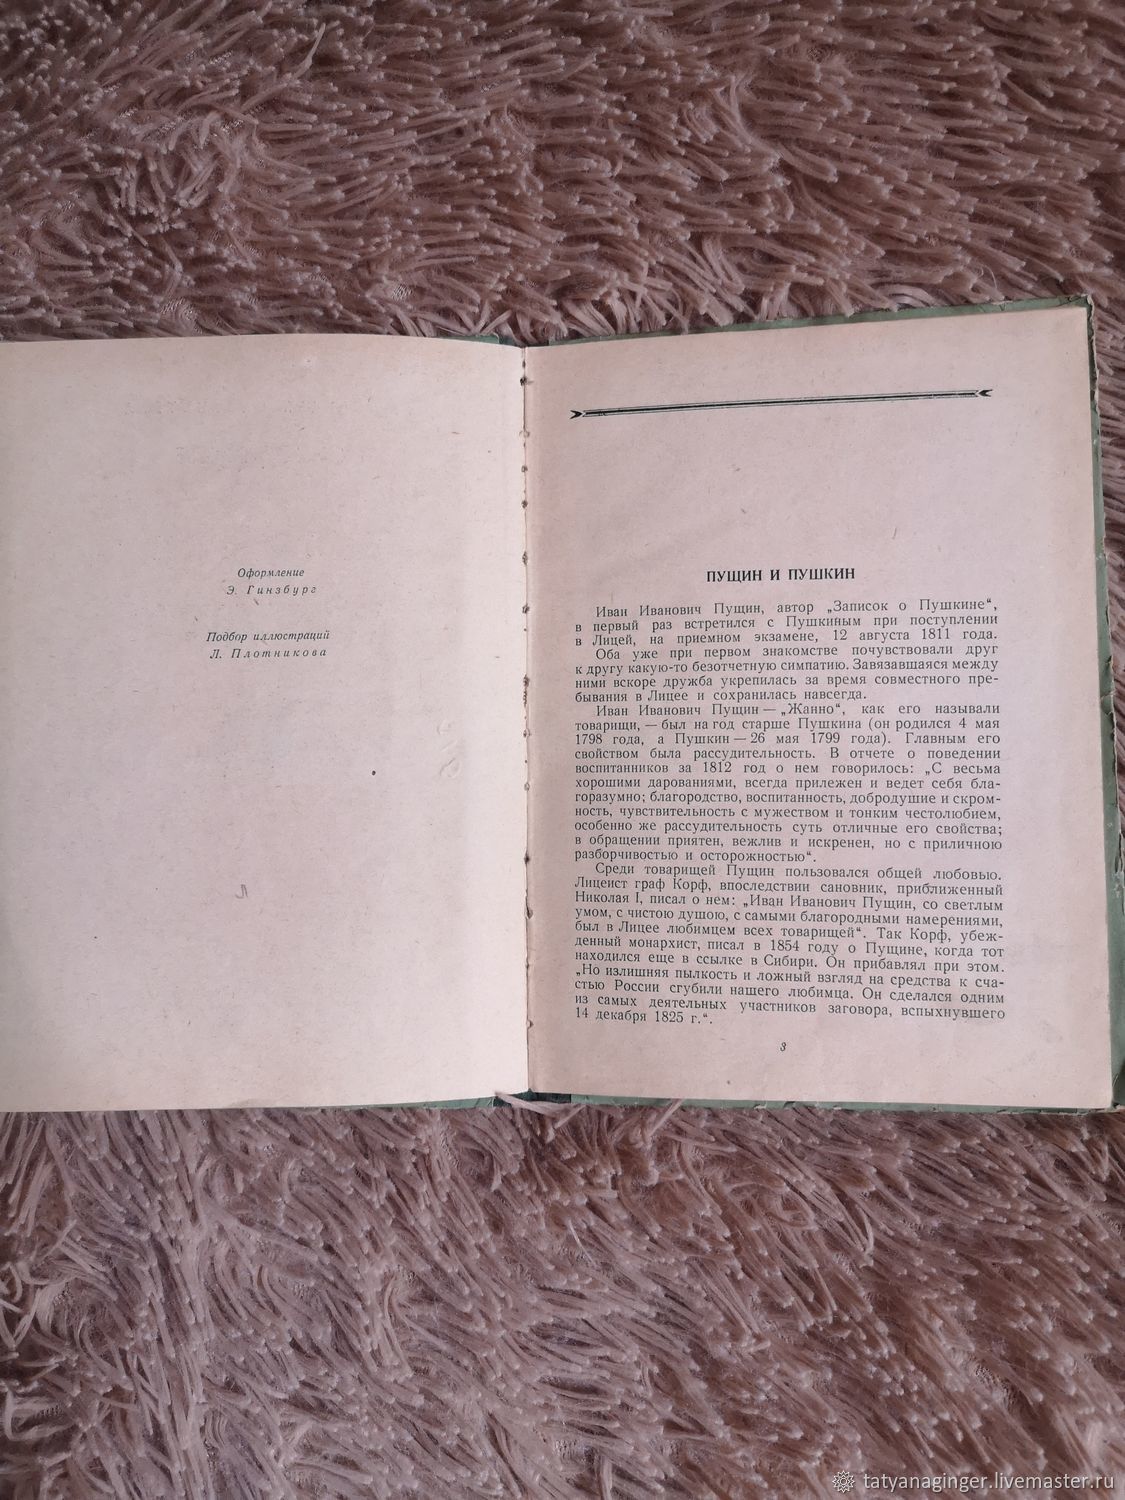 Оформление
Э. Гинзбург
Подбор иллюстраций
Л. Плотникова
ПУЩИН И ПУШКИН
Иван Иванович Пущин, автор „Записок о Пушкине“,
в первый раз встретился с Пушкиным при поступлении
в Лицей, на приемном экзамене, 12 августа 1811 года.
Оба уже при первом знакомстве почувствовали друг
к другу какую-то безотчетную симпатию. Завязавшаяся между
ними вскоре дружба укрепилась за время совместного пре-
бывания в Лицее и сохранилась навсегда.
Иван Иванович Пущин — „Жанно“, как его называли
товарищи, — был на год старше Пушкина (он родился 4 мая
1798 года, а Пушкин — 26 мая 1799 года). Главным его
свойством была рассудительность. В отчете о поведении
воспитанников за 1812 год о нем говорилось: „С весьма
хорошими дарованиями, всегда прилежен и ведет себя бла-
горазумно; благородство, воспитанность, добродушие и скром-
ность, чувствительность с мужеством и тонким честолюбием,
особенно же рассудительность суть отличные его свойства;
в обращении приятен, вежлив и искренен, но с приличною
разборчивостью и осторожностью“.
Среди товарищей Пущин пользовался общей любовью.
Лицеист граф Корф, впоследствии сановник, приближенный
Николая I, писал о нем: „Иван Иванович Пущин, со светлым
умом, с чистою душою, с самыми благородными намерениями,
был в Лицее любимцем всех товарищей“. Так Корф, убеж-
денный монархист, писал в 1854 году о Пущине, когда тот
находился еще в ссылке в Сибири. Он прибавлял при этом.
„Но излишняя пылкость и ложный взгляд на средства к сча-
стью России сгубили нашего любимца. Он сделался одним
из самых деятельных участников заговора, вспыхнувшего
14 декабря 1825 г.“.
3
tatyanaginger.livemaster.ru